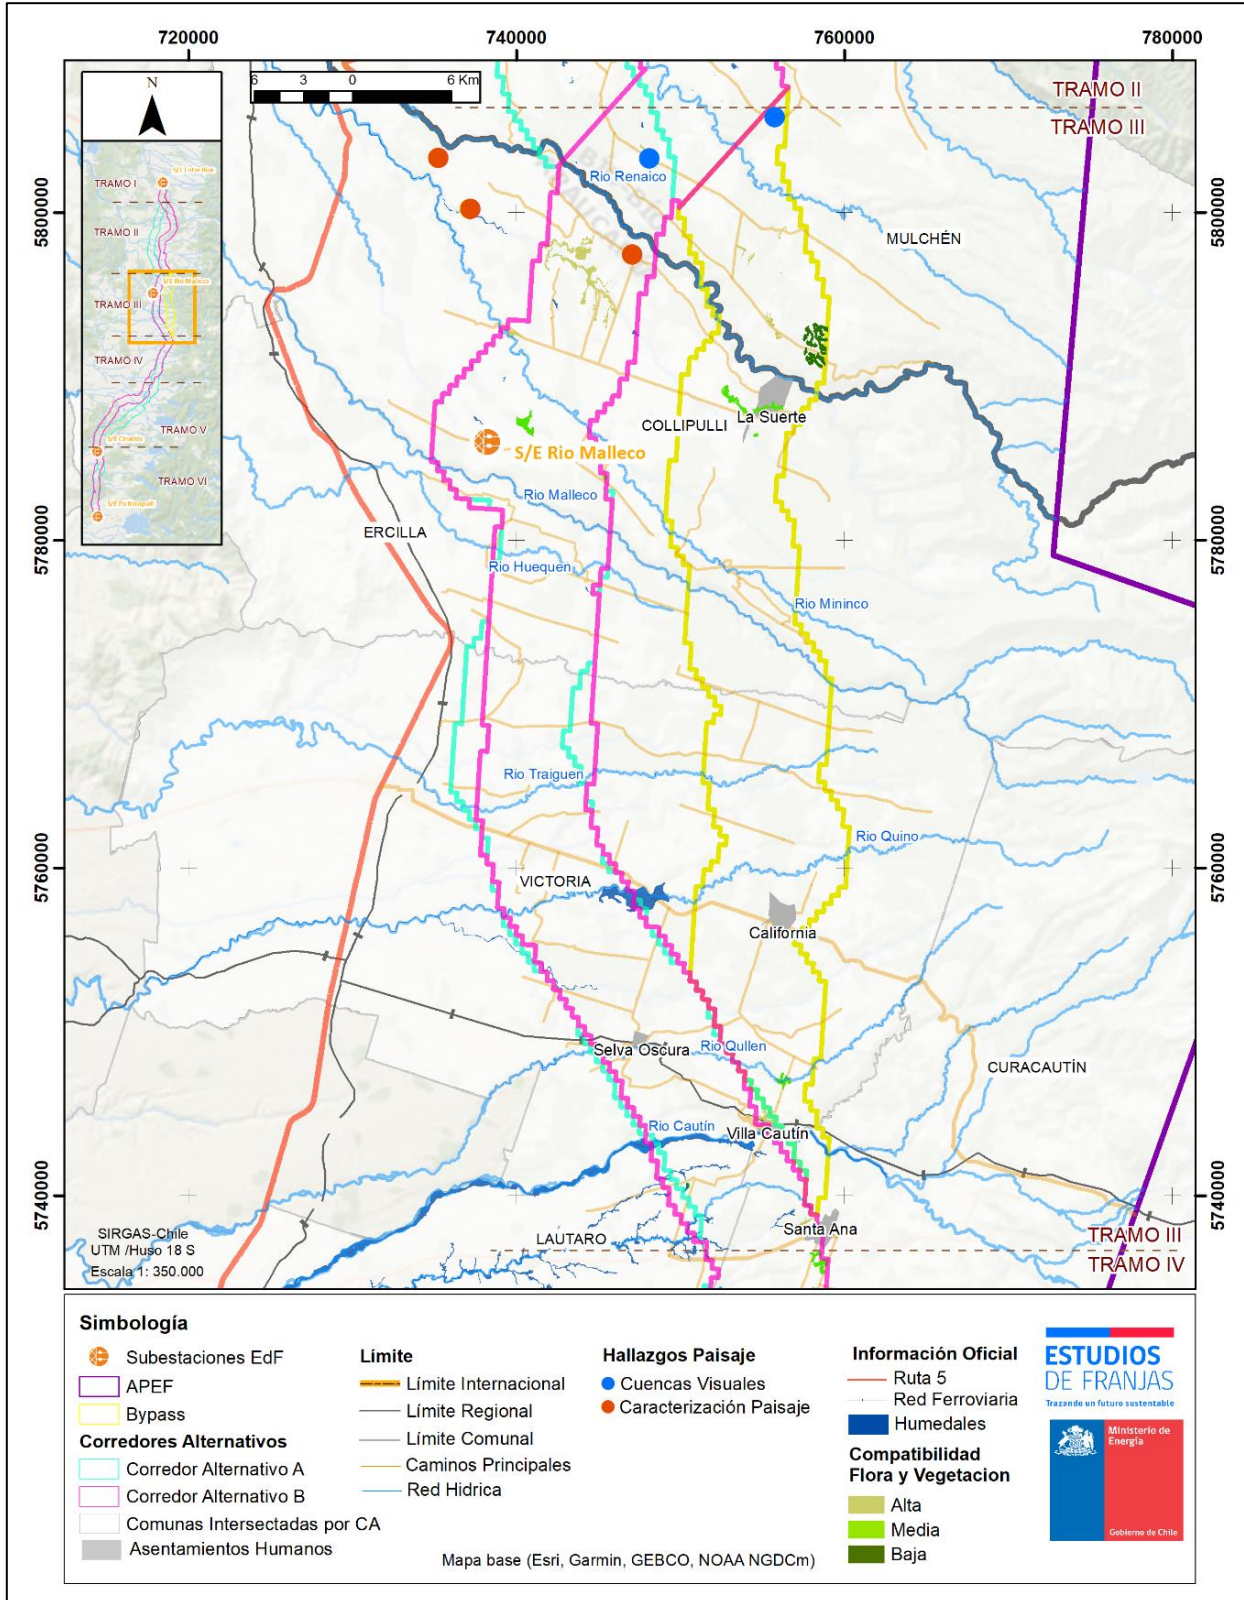 720000
740000
760000
780000
N
6
3
0
6 Km
TRAMO II
TRAMO III
5800000
5800000
Rio Renaico
MULCHÉN
TRAMO I
TRAMO II
S/E Rio Malleco
TRAMO III
TRAMO IV
TRAMO V
TRAMO VI
COLLIPULLI
La Suerte
S/E Rio Malleco
Rio Malleco
5780000
5780000
ERCILLA
Rio Huequen
Rio Mininco
Rio Traiguen
Rio Quino
5760000
5760000
VICTORIA
California
Selva Oscura
Rio Qullen
CURACAUTÍN
Rio Cautín
Villa Cautín
5740000
5740000
SIRGAS-Chile
UTM /Huso 18 S
Escala 1: 350.000
LAUTARO
Santa Ana
TRAMO III
TRAMO IV
Simbología
Subestaciones EdF
APEF
Bypass
Corredores Alternativos
Corredor Alternativo A
Corredor Alternativo B
Comunas Intersectadas por CA
Asentamientos Humanos
Límite
Límite Internacional
Límite Regional
Límite Comunal
Caminos Principales
Red Hidrica
Hallazgos Paisaje
Cuencas Visuales
Caracterización Paisaje
Mapa base (Esri, Garmin, GEBCO, NOAA NGDCm)
Información Oficial
Ruta 5
Red Ferroviaria
Humedales
Compatibilidad
Flora y Vegetacion
Alta
Media
Baja
ESTUDIOS
DE FRANJAS
Trazando un futuro sustentable
Ministerio de
Energía
Gobierno de Chile